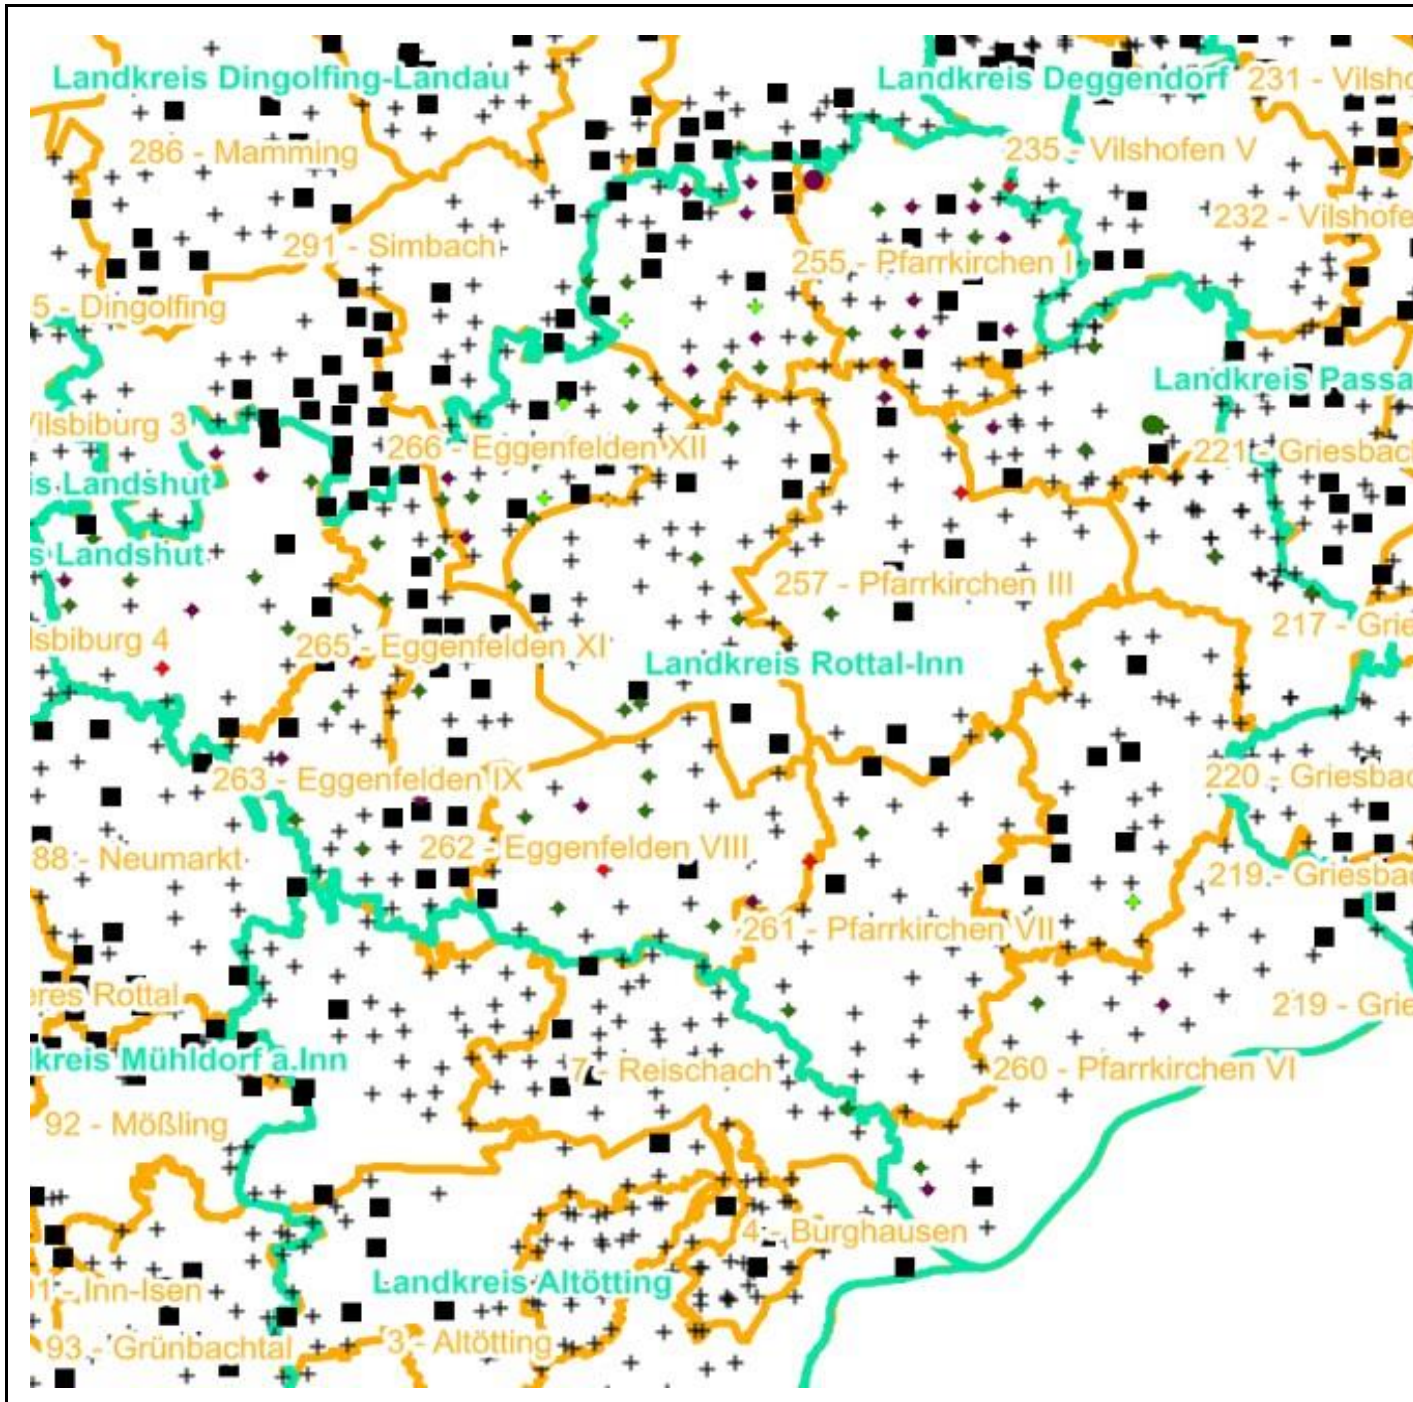 Landkreis Dingolfing-Landau
Landkreis Deggendorf
231 - Vilsho
286 - Mamming
235 - Vilshofen V
232 - Vilshofe
291 - Simbach
255 - Pfarrkirchen I
5 - Dingolfing
Landkreis Passa
ilsbiburg 3
266 - Eggenfelden XII
221 - Griesbach
is Landshut
s Landshut
257 - Pfarrkirchen III
217 - Grie
lsbiburg 4
265 - Eggenfelden XI
Landkreis Rottal-Inn
263 - Eggenfelden IX
220 - Griesbac
88 - Neumarkt
262 - Eggenfelden VIII
219 - Griesbac
261 - Pfarrkirchen VII
eres Rottal
219 - Grie
lkreis Mühldorf a.Inn
7 - Reischach
260 - Pfarrkirchen VI
92 - Mößling
4 - Burghausen
1 - Inn-Isen
Landkreis Altötting
93 - Grünbachtal
3 - Altötting